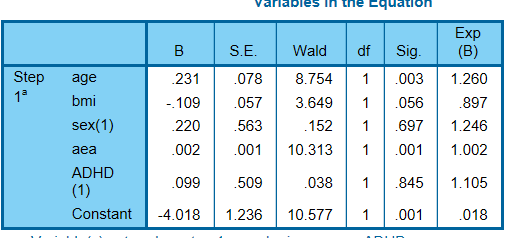 Variables in the Equation
B S.E. Wald df Sig. Exp (B)
Step 1a age .231 .078 8.754 1 .003 1.260
bmi -.109 .057 3.649 1 .056 .897
sex(1) .220 .563 .152 1 .697 1.246
aea .002 .001 10.313 1 .001 1.002
ADHD (1) .099 .509 .038 1 .845 1.105
Constant -4.018 1.236 10.577 1 .001 .018